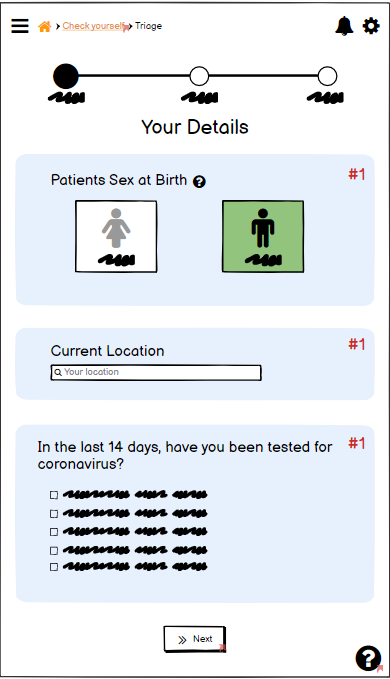 Check yourself Triage
Your Details
#1
Patients Sex at Birth ?
#1
Current Location
Your location
#1
In the last 14 days, have you been tested for
coronavirus?
Next
?